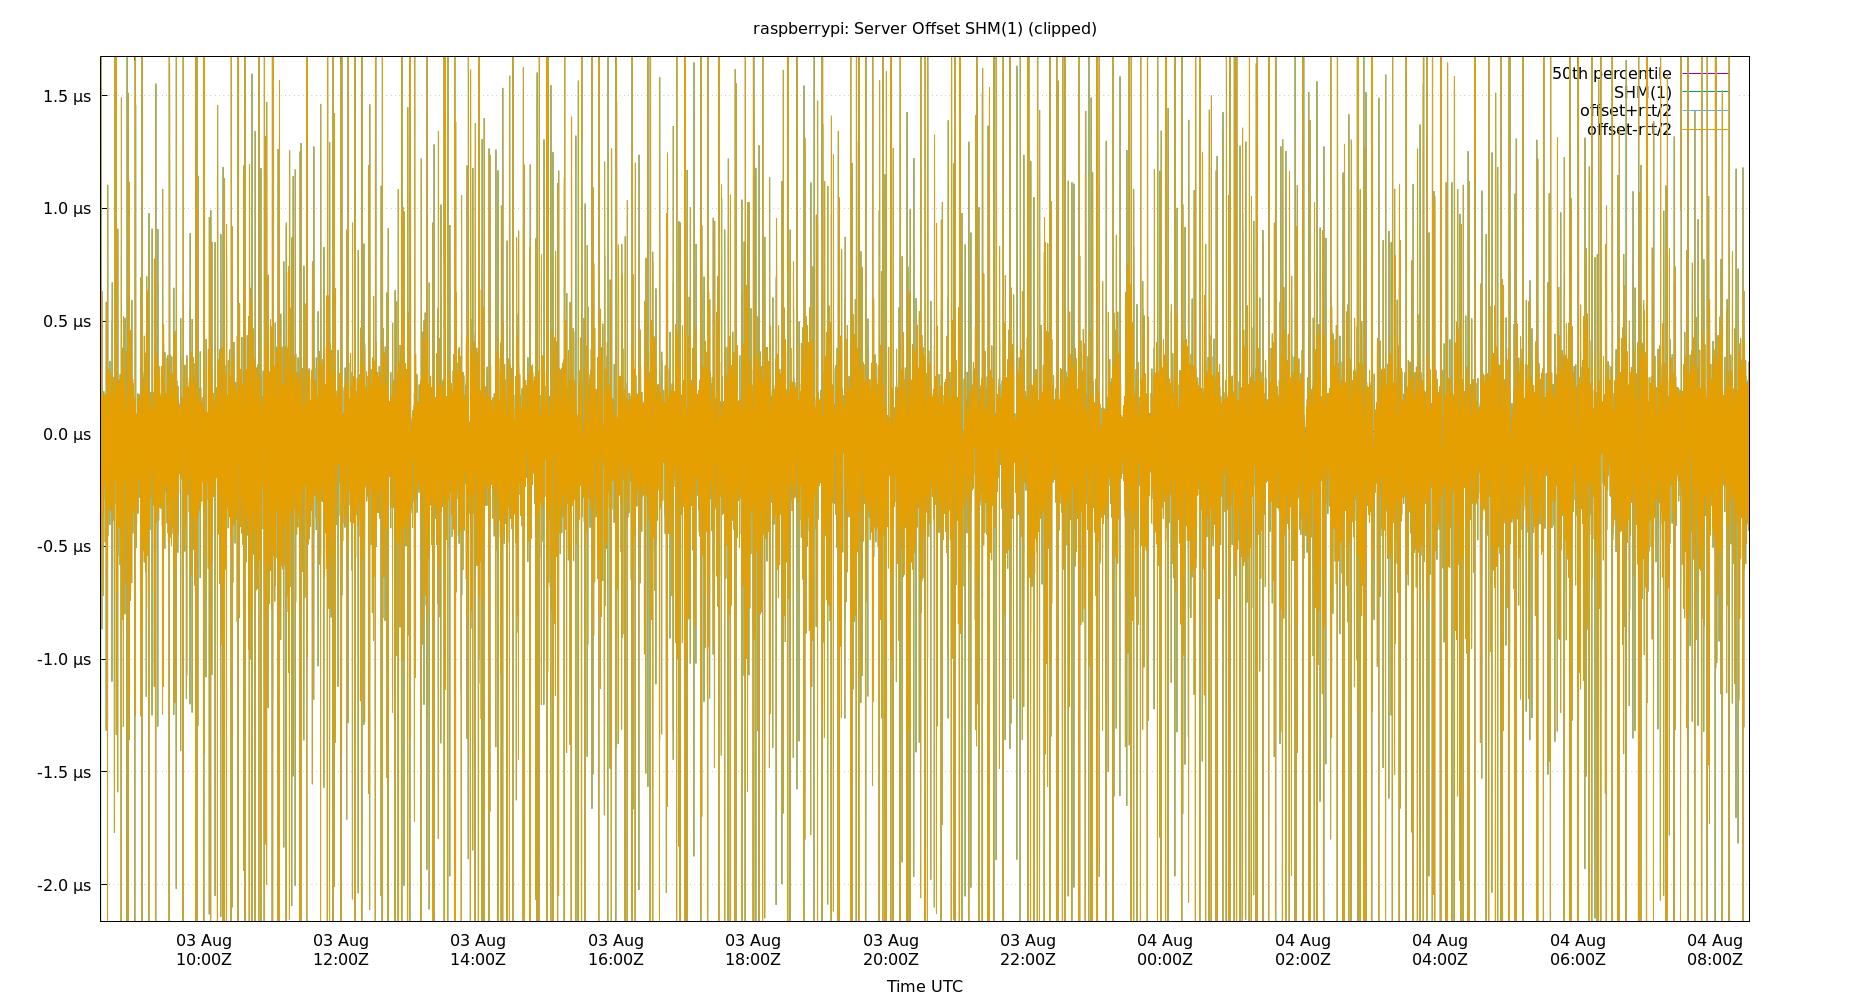 raspberrypi: Server Offset SHM(1) (clipped)
50th percentile
SHM(1)
offset+rtt/2
offset-rtt/2
1.5 µs
1.0 µs
0.5 µs
0.0 µs
-0.5 µs
-1.0 µs
-1.5 µs
-2.0 µs
03 Aug 03 Aug 03 Aug 03 Aug 03 Aug 03 Aug 03 Aug 04 Aug 04 Aug 04 Aug 04 Aug 04 Aug
10:00Z 12:00Z 14:00Z 16:00Z 18:00Z 20:00Z 22:00Z 00:00Z 02:00Z 04:00Z 06:00Z 08:00Z
Time UTC